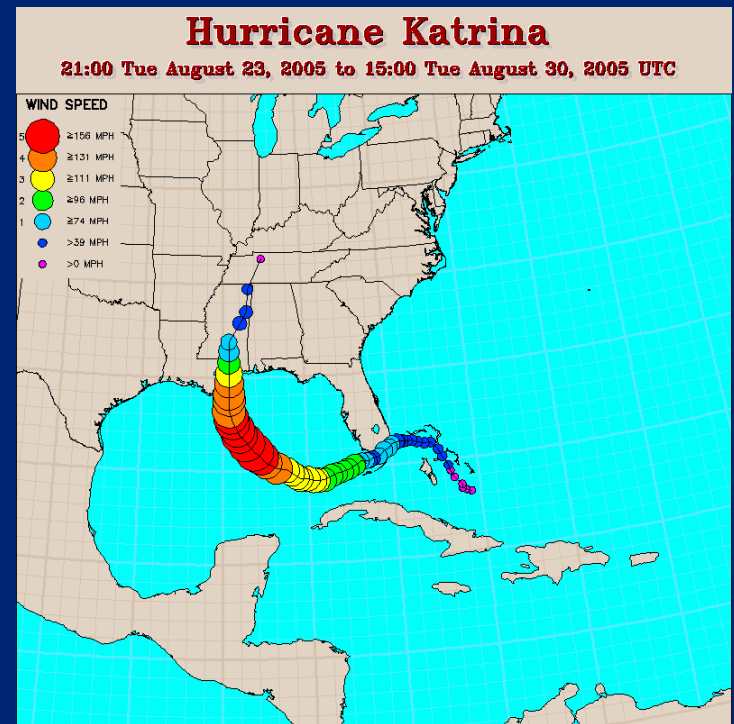 Hurricane Katrina
21:00 Tue August 23, 2005 to 15:00 Tue August 30, 2005 UTC
WIND SPEED
5 ≥156 MPH
4 ≥131 MPH
3 ≥111 MPH
2 ≥96 MPH
1 ≥74 MPH
>39 MPH
>0 MPH